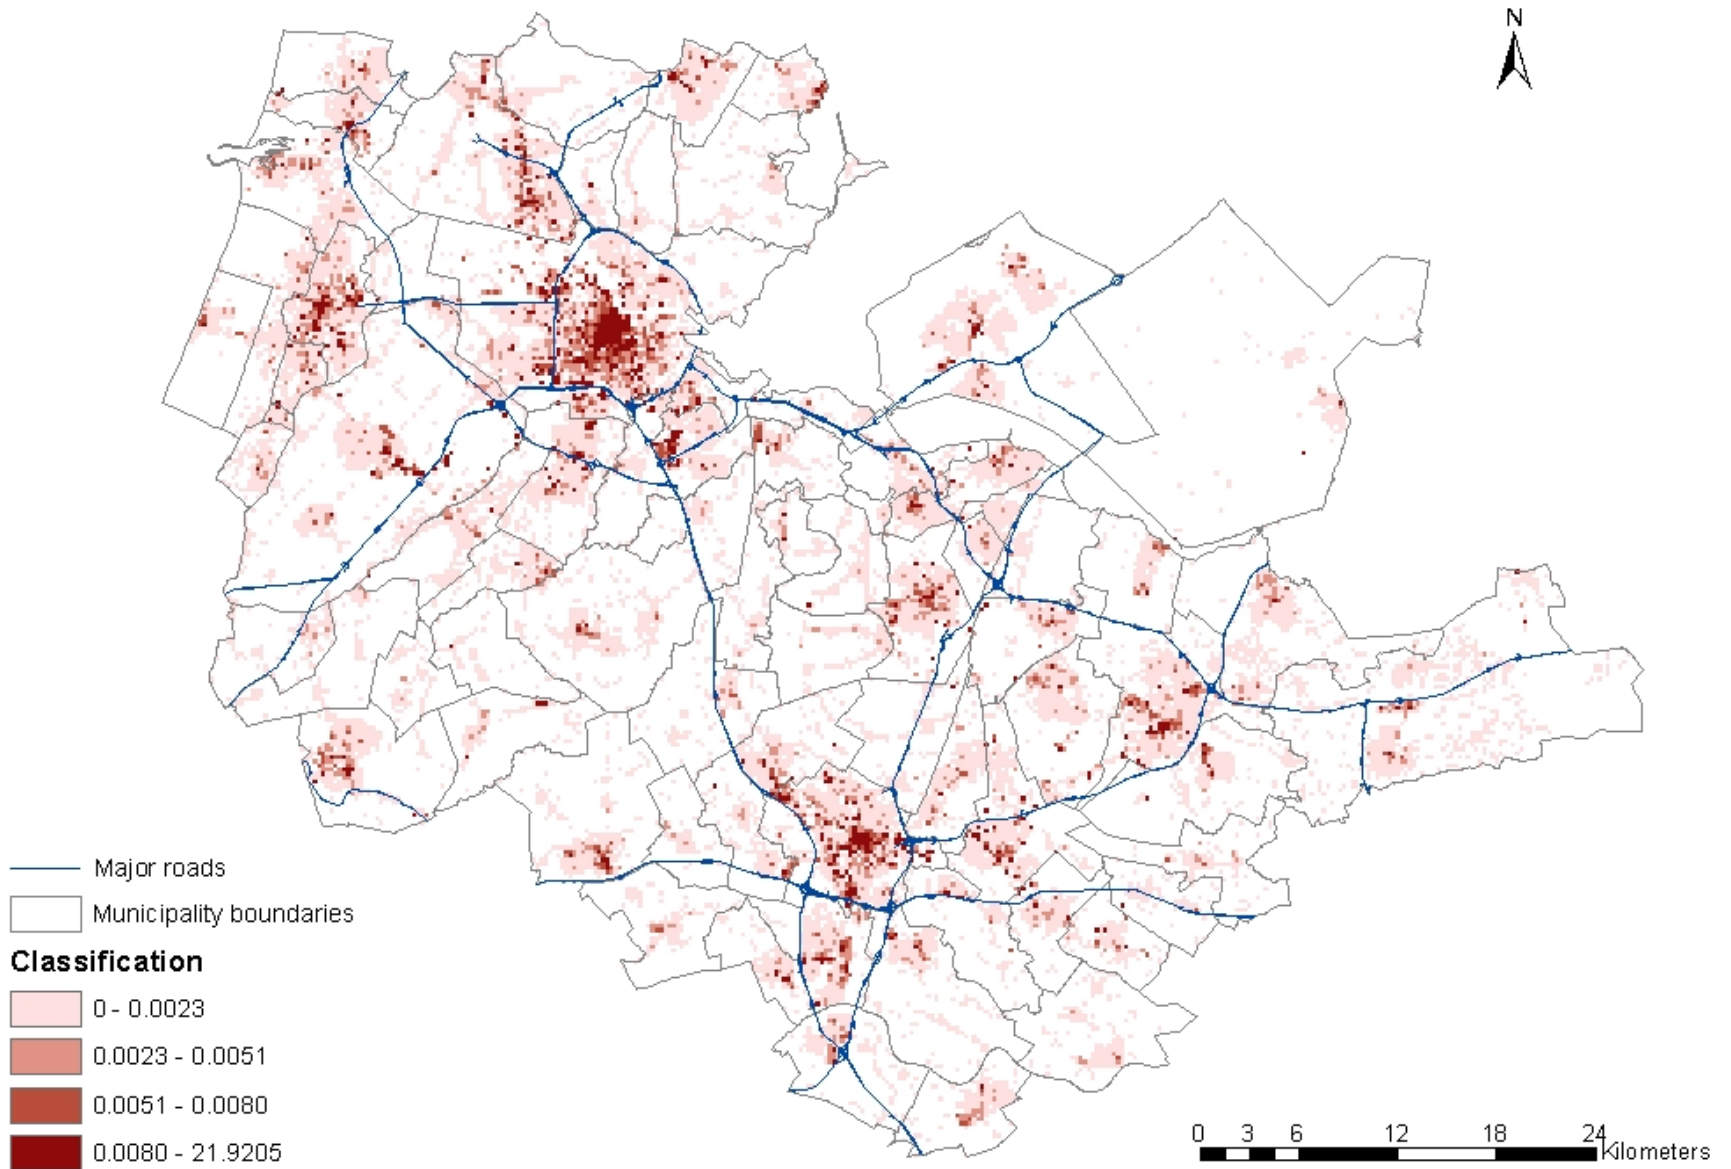 N
Major roads
Municipality boundaries
Classification
0 - 0.0023
0.0023 - 0.0051
0.0051 - 0.0080
0.0080 - 21.9205
0 3 6 12 18 24
Kilometers